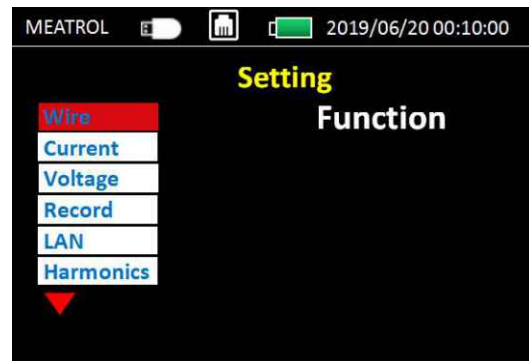 MEATROL 2019/06/20 00:10:00
Setting
Function
Wire
Current
Voltage
Record
LAN
Harmonics